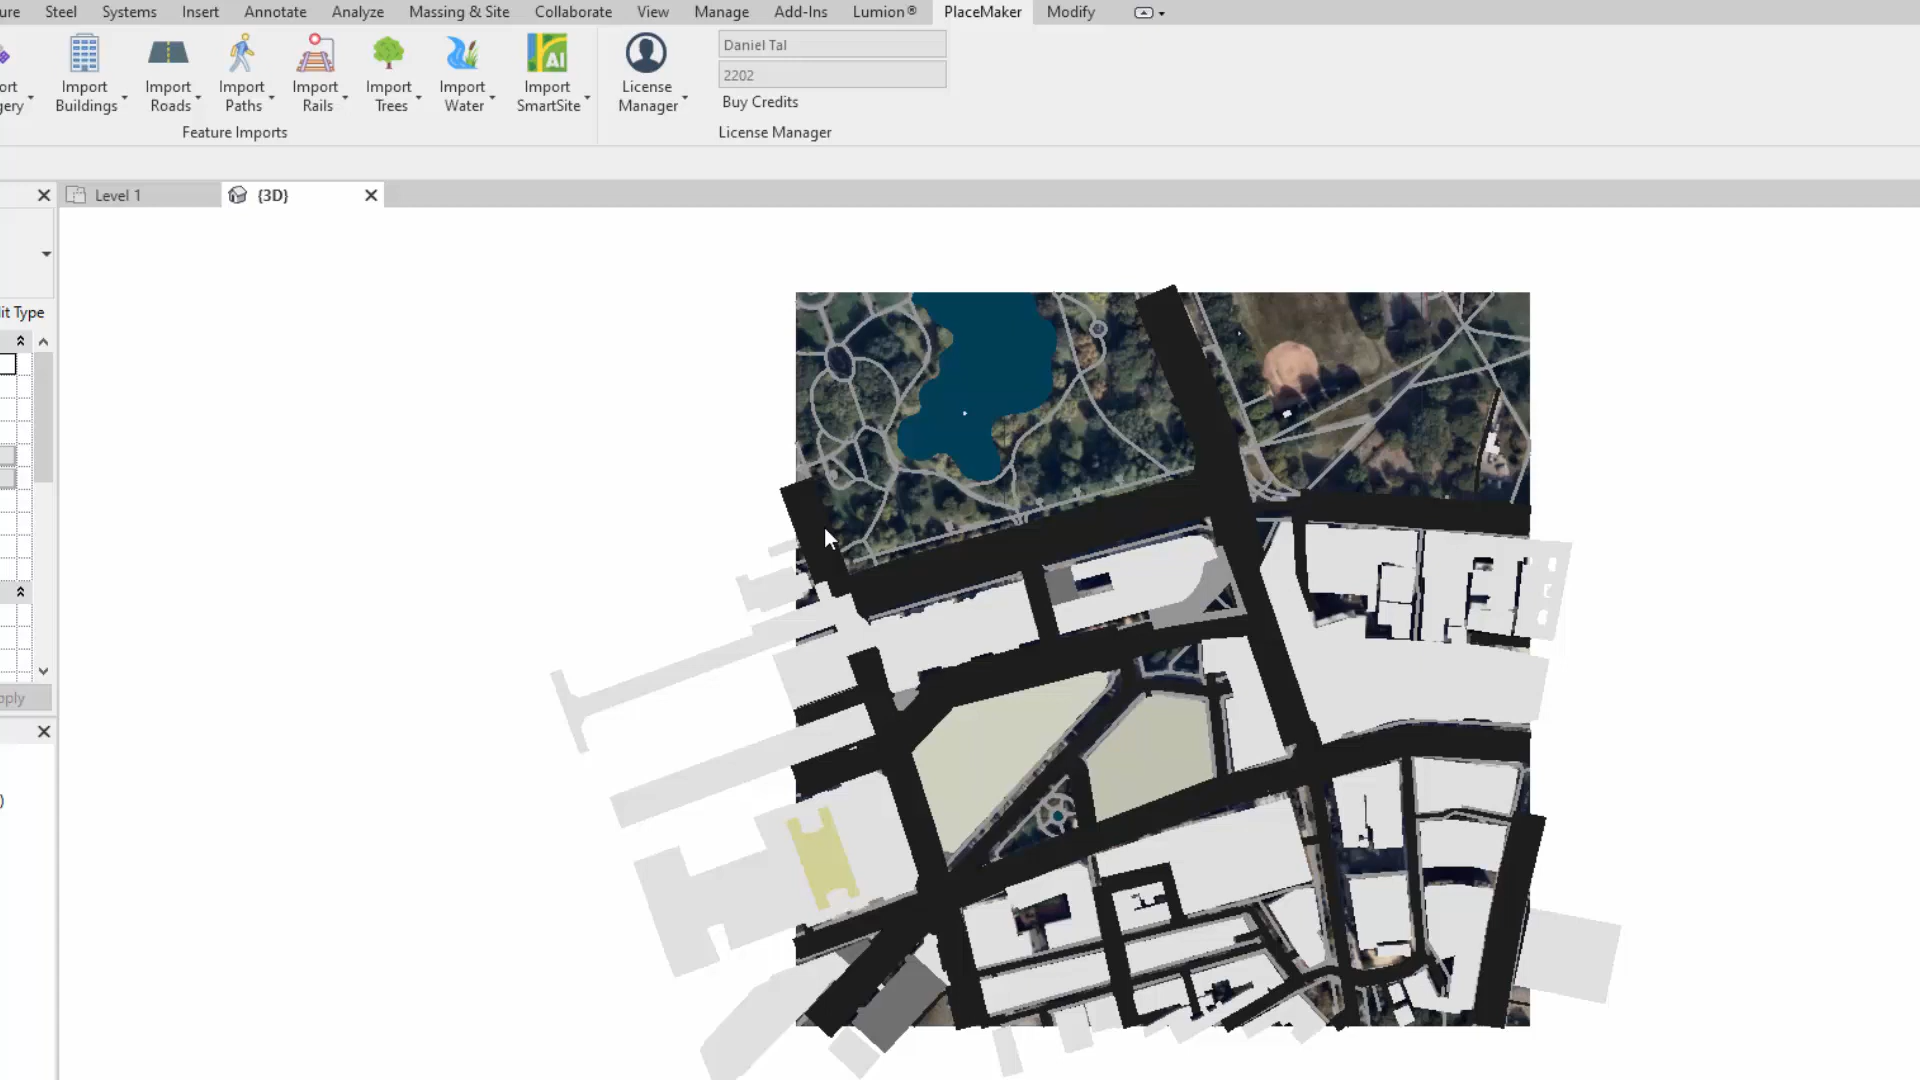 ure Steel Systems Insert Annotate Analyze Massing & Site Collaborate View Manage Add-Ins Lumion® PlaceMaker Modify
ort
gery
Import
Buildings
Import
Roads
Import
Paths
Import
Rails
Import
Trees
Import
Water
AI
Import
SmartSite
License
Manager
Daniel Tal
2202
Buy Credits
Feature Imports
License Manager
Level 1
{3D}
it Type
pply
)